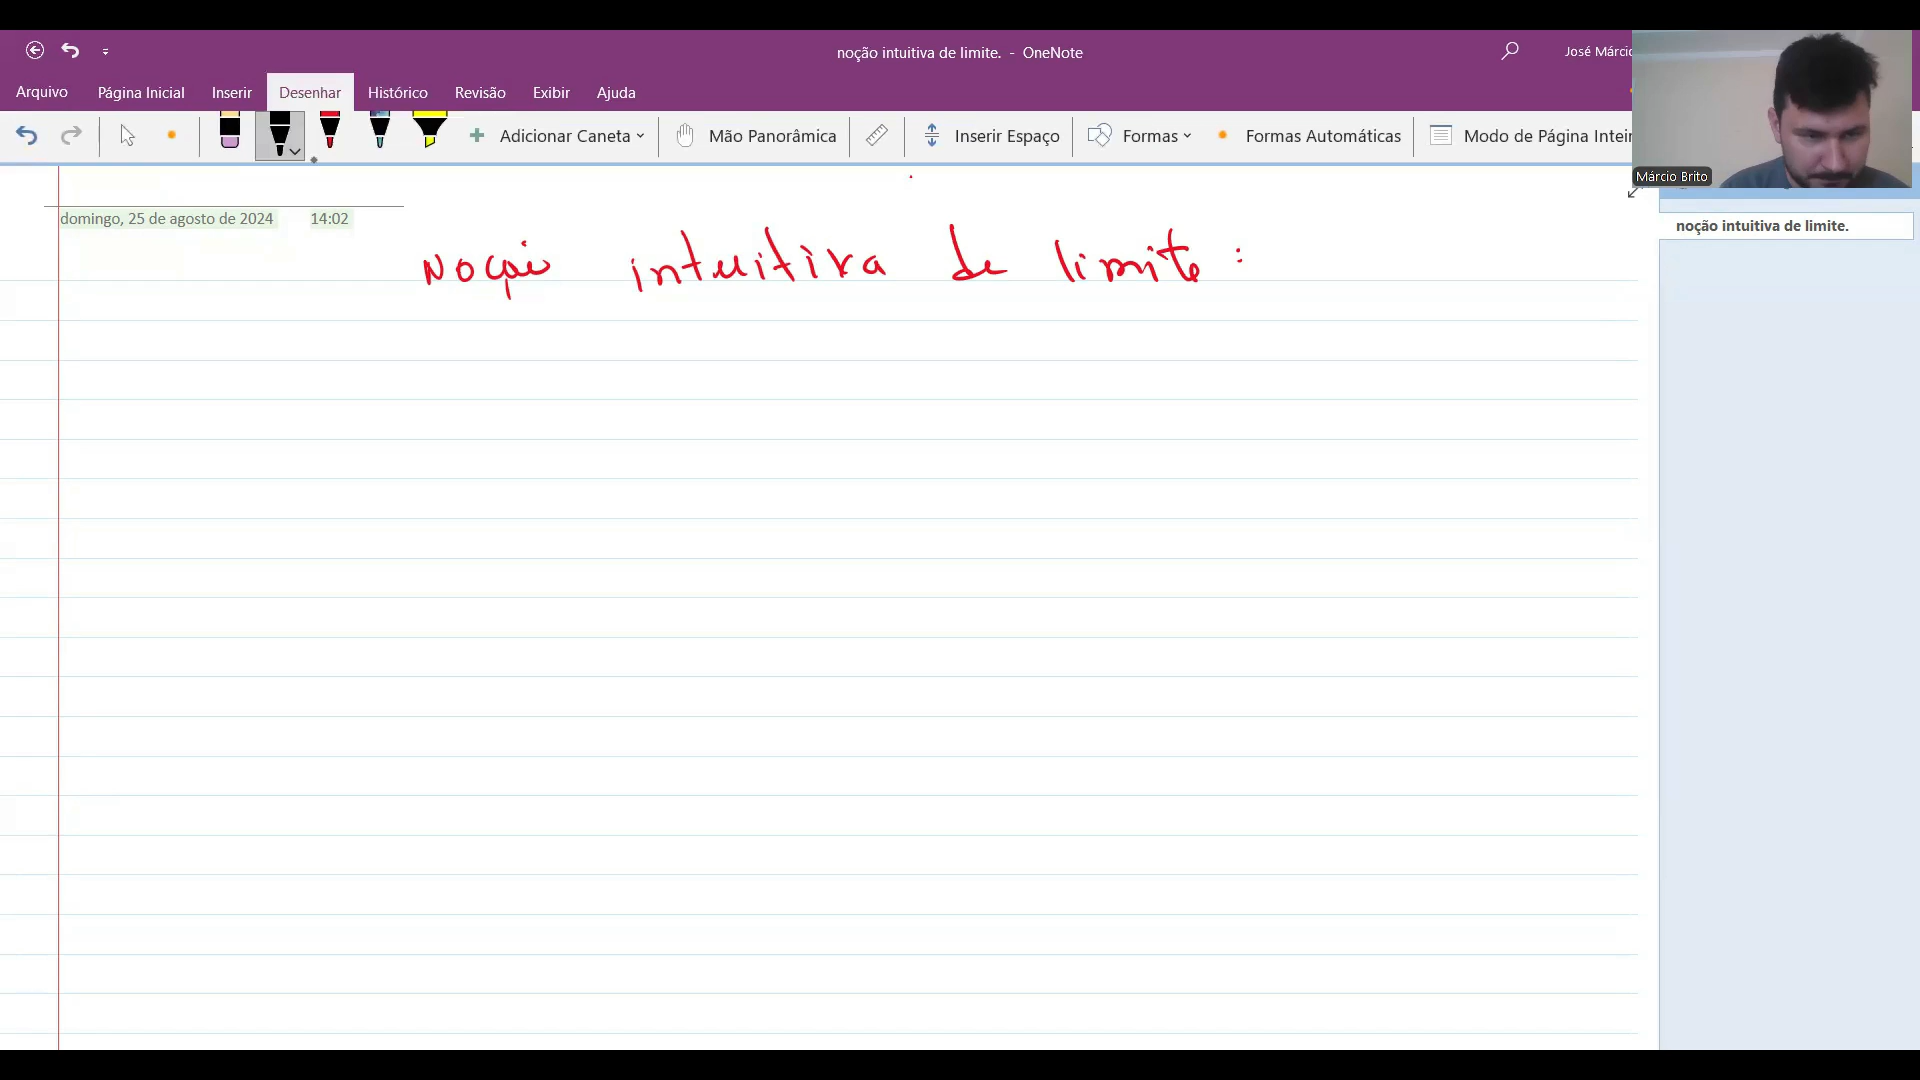 noção intuitiva de limite. - OneNote
José Márcio
Arquivo Página Inicial Inserir Desenhar Histórico Revisão Exibir Ajuda
Adicionar Caneta Mão Panorâmica Inserir Espaço Formas Formas Automáticas Modo de Página Inteir
Márcio Brito
domingo, 25 de agosto de 2024 14:02
noção intuitiva de limite.
Noção intuitiva de limite: